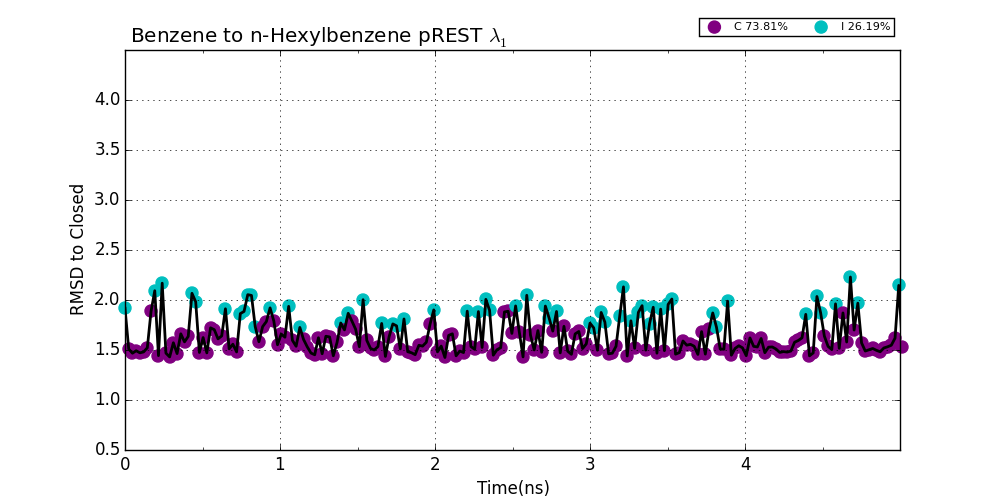 Benzene to n-Hexylbenzene pREST λ₁
C 73.81% I 26.19%
4.0
3.5
3.0
2.5
2.0
1.5
1.0
0.5
RMSD to Closed
0 1 2 3 4
Time(ns)